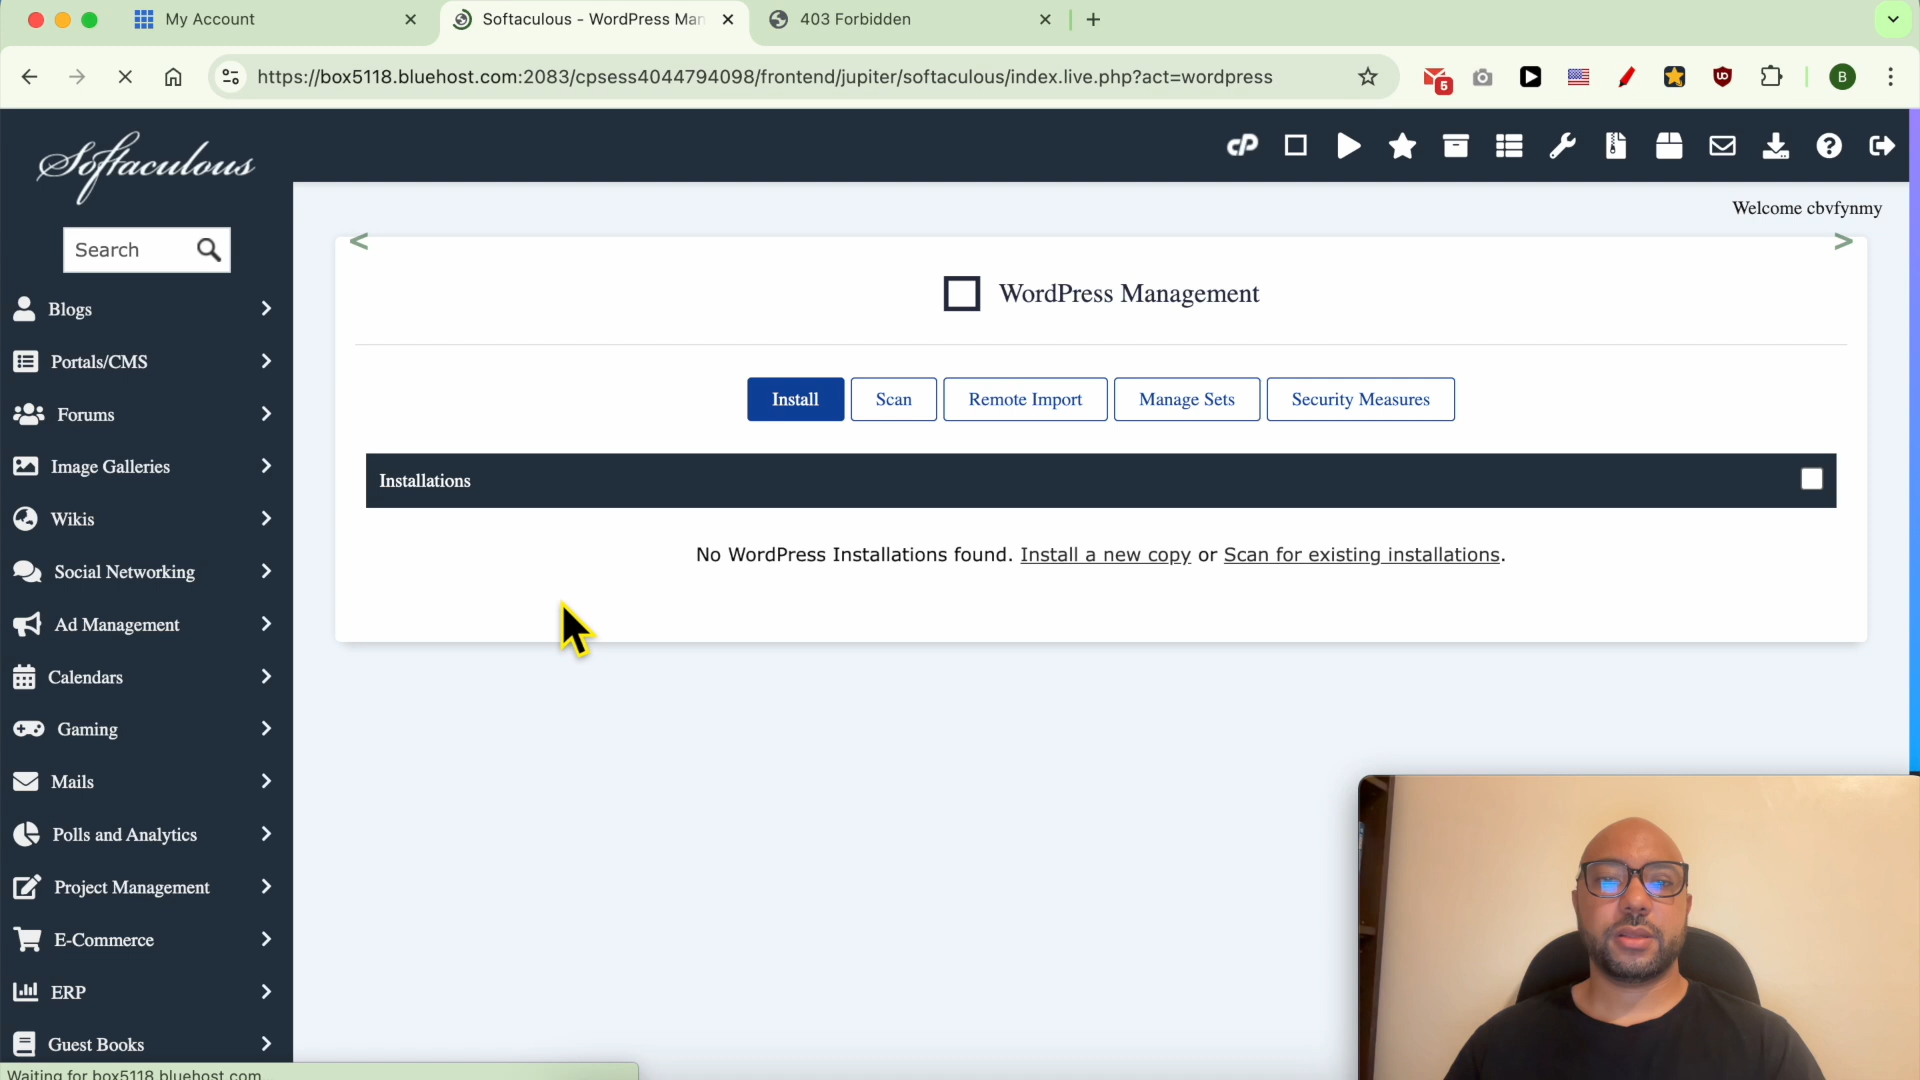 My Account
Softaculous - WordPress Man
403 Forbidden
https://box5118.bluehost.com:2083/cpsess4044794098/frontend/jupiter/softaculous/index.live.php?act=wordpress
5
B
Softaculous
cP
Welcome cbvfynmy
Search
< >
WordPress Management
Install Scan Remote Import Manage Sets Security Measures
Installations
No WordPress Installations found. Install a new copy or Scan for existing installations.
Blogs
Portals/CMS
Forums
Image Galleries
Wikis
Social Networking
Ad Management
Calendars
Gaming
Mails
Polls and Analytics
Project Management
E-Commerce
ERP
Guest Books
Waiting for box5118.bluehost.com